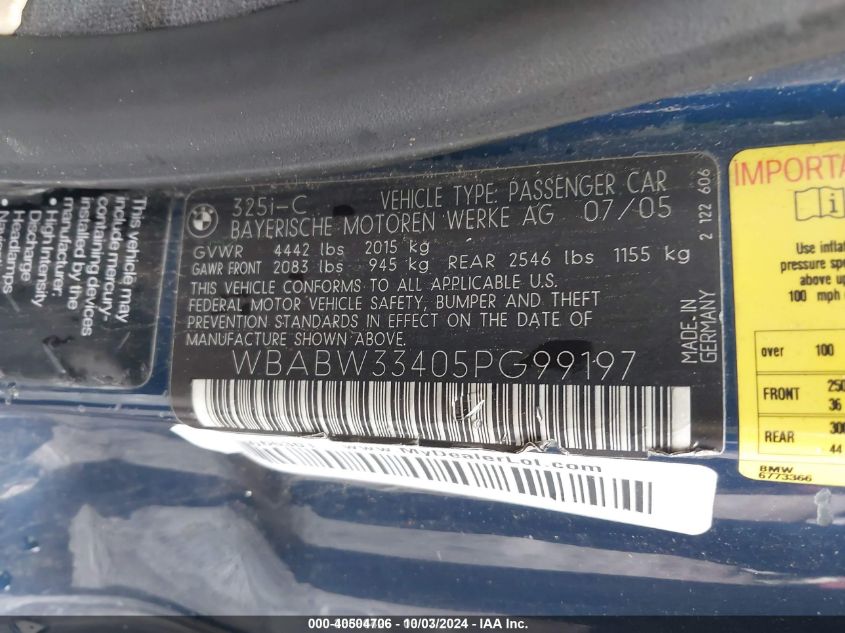 325i-C VEHICLE TYPE: PASSENGER CAR
BAYERISCHE MOTOREN WERKE AG 07/05
GVWR 4442 lbs 2015 kg
GAWR FRONT 2083 lbs 945 kg REAR 2546 lbs 1155 kg
THIS VEHICLE CONFORMS TO ALL APPLICABLE U.S.
FEDERAL MOTOR VEHICLE SAFETY, BUMPER AND THEFT
PREVENTION STANDARDS IN EFFECT ON THE DATE OF
MANUFACTURE SHOWN ABOVE.
WBABW33405PG99197
2 122 606
MADE IN
GERMANY
This vehicle may
include mercury-
containing devices
installed by
manufacturer:
• High Intensity
Discharge
Headlamps
www.MyDealerLot.com
IMPORTA
Use infla
pressure spe
above up
100 mph
over 100
FRONT 250
36
REAR 300
44
BMW
6773366
000-40504706 - 10/03/2024 - IAAI.COM